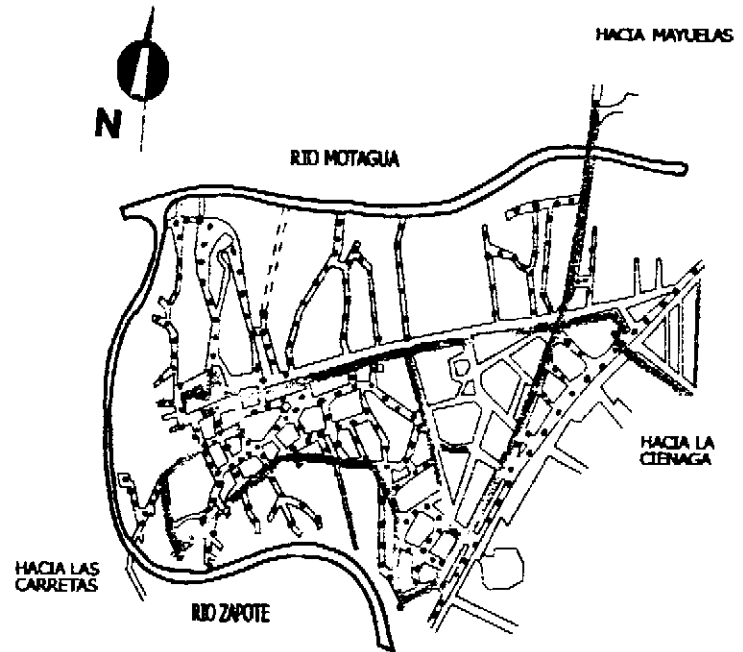 HACIA MAYUELAS
N
RIO MOTAGUA
HACIA LA
CIENAGA
HACIA LAS
CARRETAS
RIO ZAPOTE